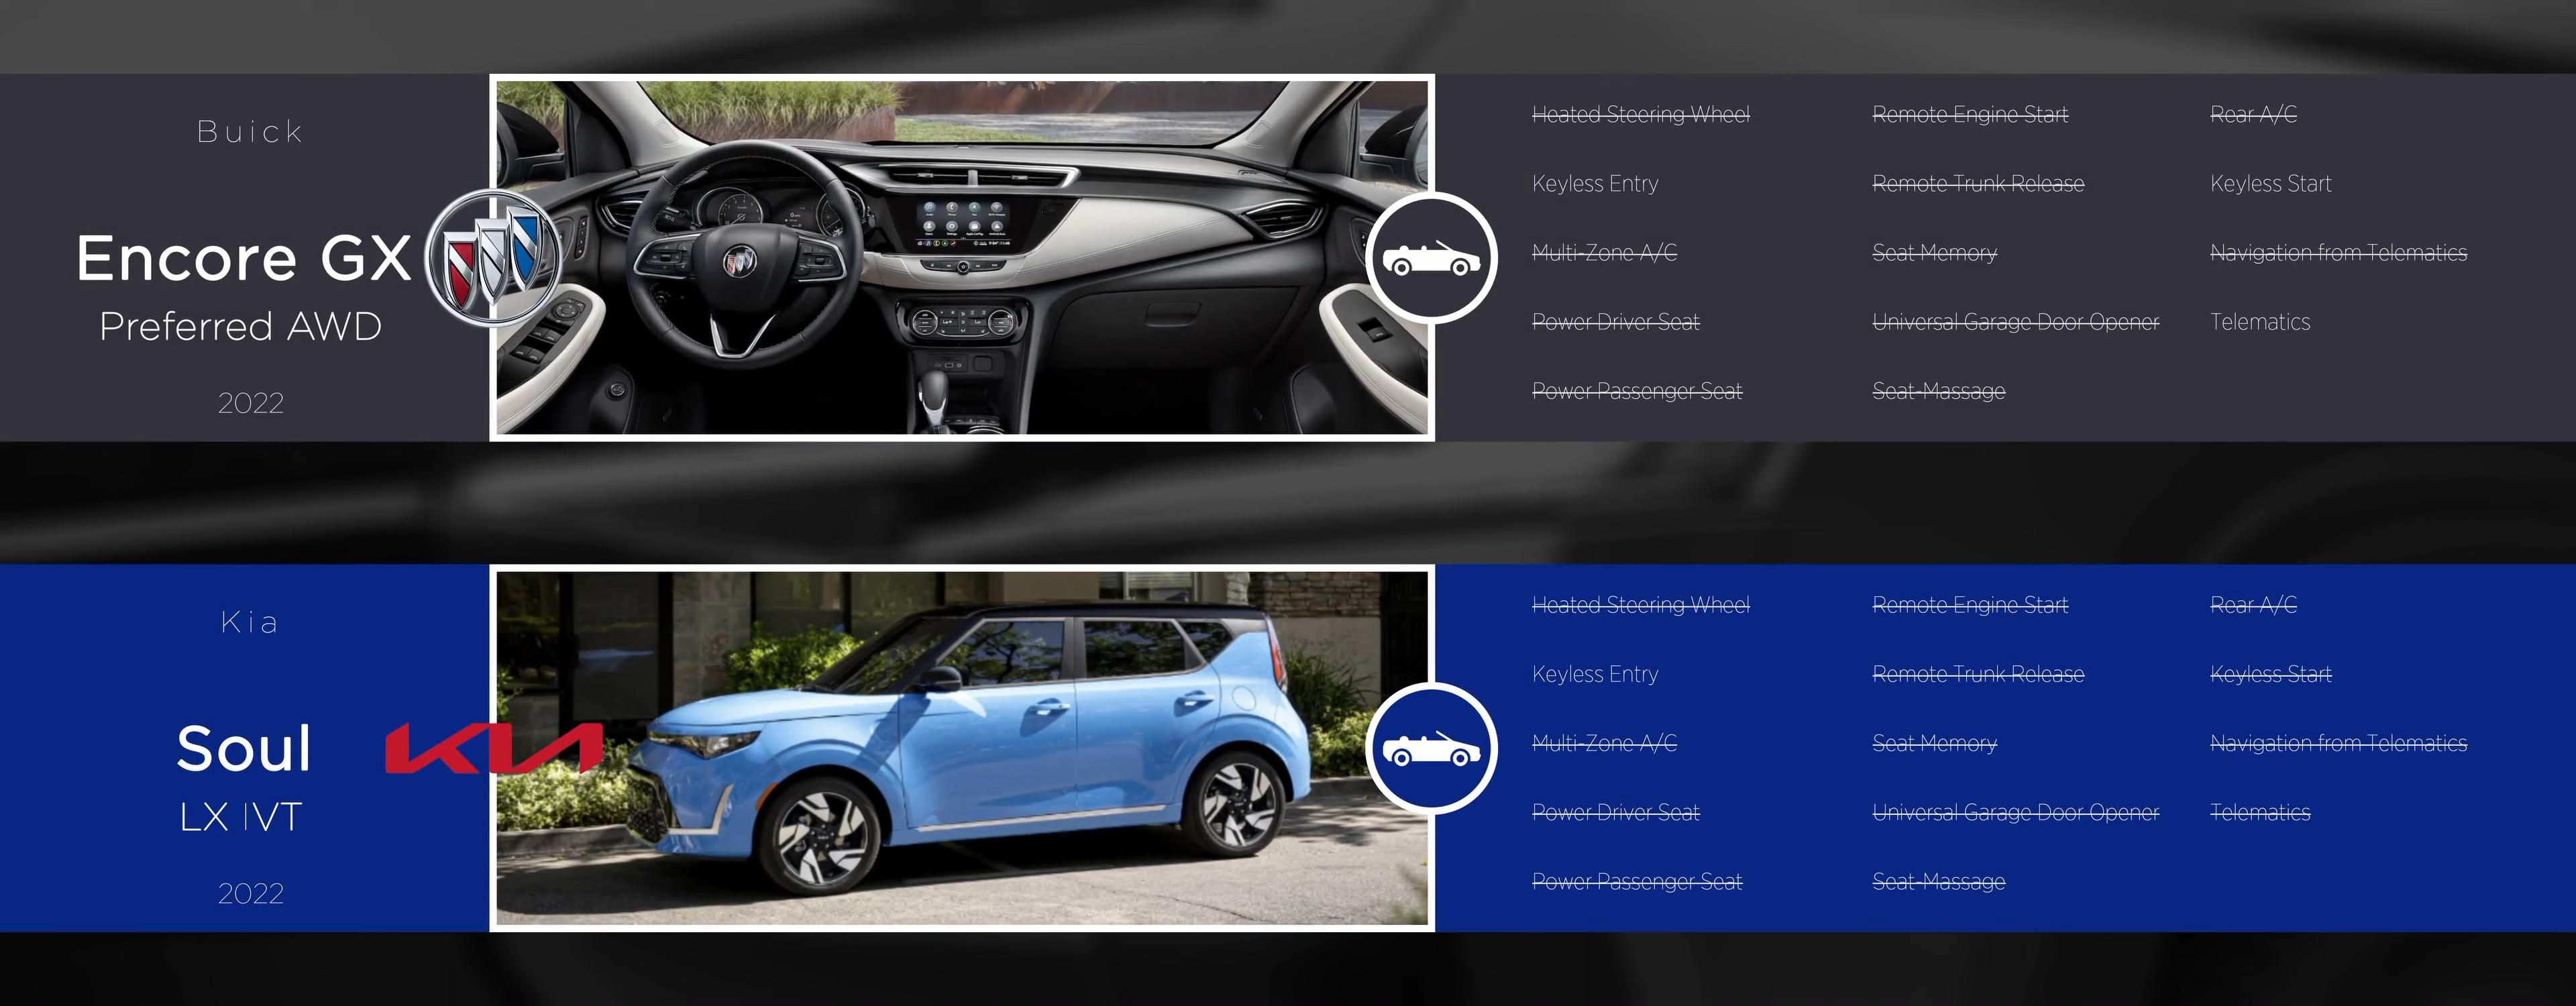 Buick
Encore GX
Preferred AWD
2022
Heated Steering Wheel
Keyless Entry
Multi-Zone A/C
Power Driver Seat
Power Passenger Seat
Remote Engine Start
Remote Trunk Release
Seat Memory
Universal Garage Door Opener
Seat-Massage
Rear A/C
Keyless Start
Navigation from Telematics
Telematics
Kia
Soul
LX IVT
2022
KIA
Heated Steering Wheel
Keyless Entry
Multi-Zone A/C
Power Driver Seat
Power Passenger Seat
Remote Engine Start
Remote Trunk Release
Seat Memory
Universal Garage Door Opener
Seat-Massage
Rear A/C
Keyless Start
Navigation from Telematics
Telematics